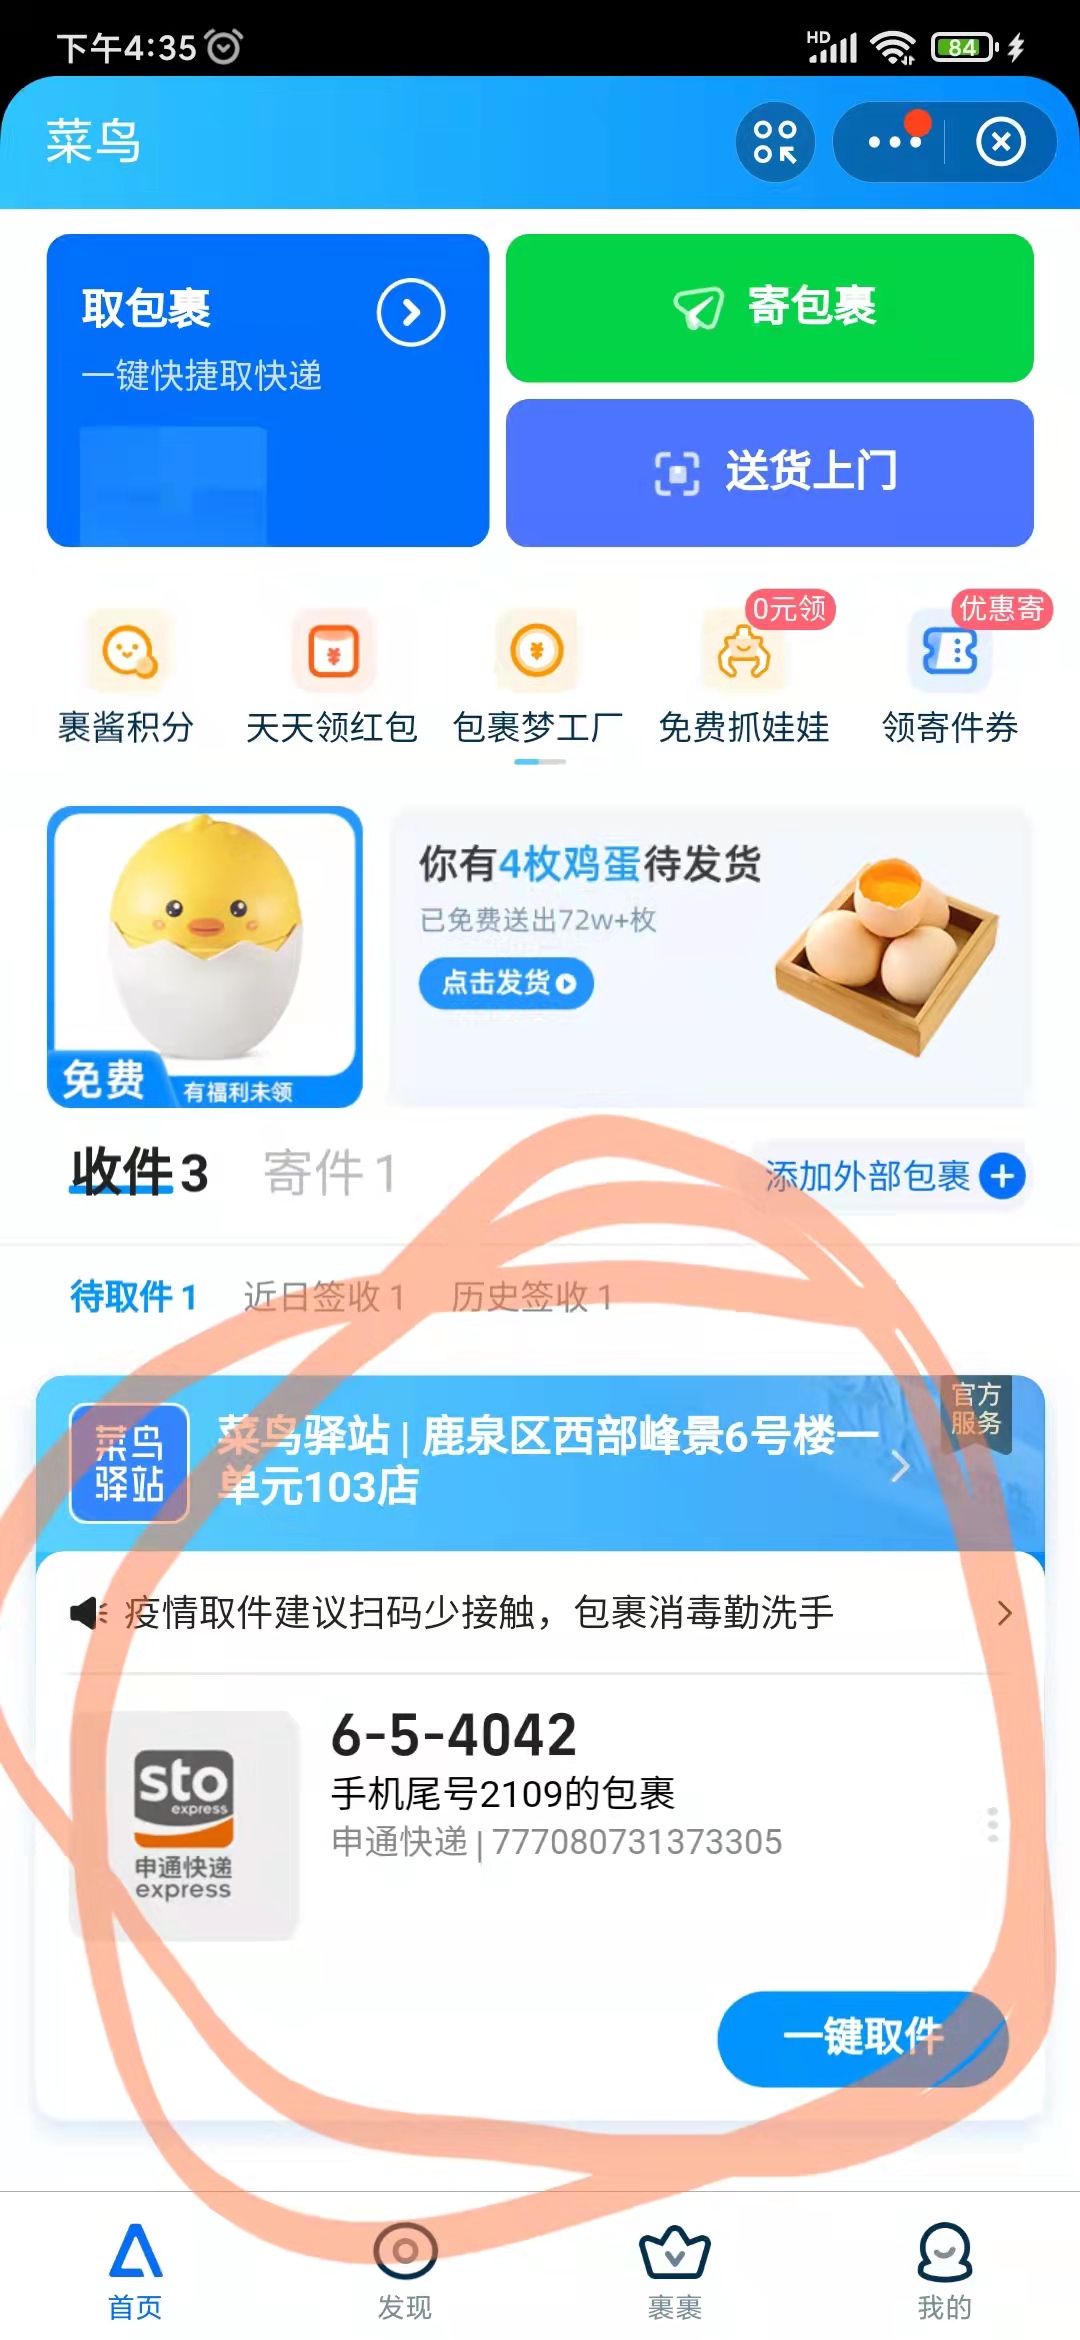 下午4:35
HD
84
菜鸟
取包裹
一键快捷取快递
寄包裹
送货上门
0元领
优惠寄
裹酱积分
天天领红包
包裹梦工厂
免费抓娃娃
领寄件券
你有4枚鸡蛋待发货
已免费送出72w+枚
点击发货
免费
有福利未领
收件3
寄件1
添加外部包裹
待取件1
近日签收1
历史签收1
官方
服务
菜鸟
驿站
菜鸟驿站|鹿泉区西部峰景6号楼一
单元103店
疫情取件建议扫码少接触，包裹消毒勤洗手
6-5-4042
手机尾号2109的包裹
申通快递|777080731373305
sto
express
申通快递
express
一键取件
首页
发现
裹裹
我的